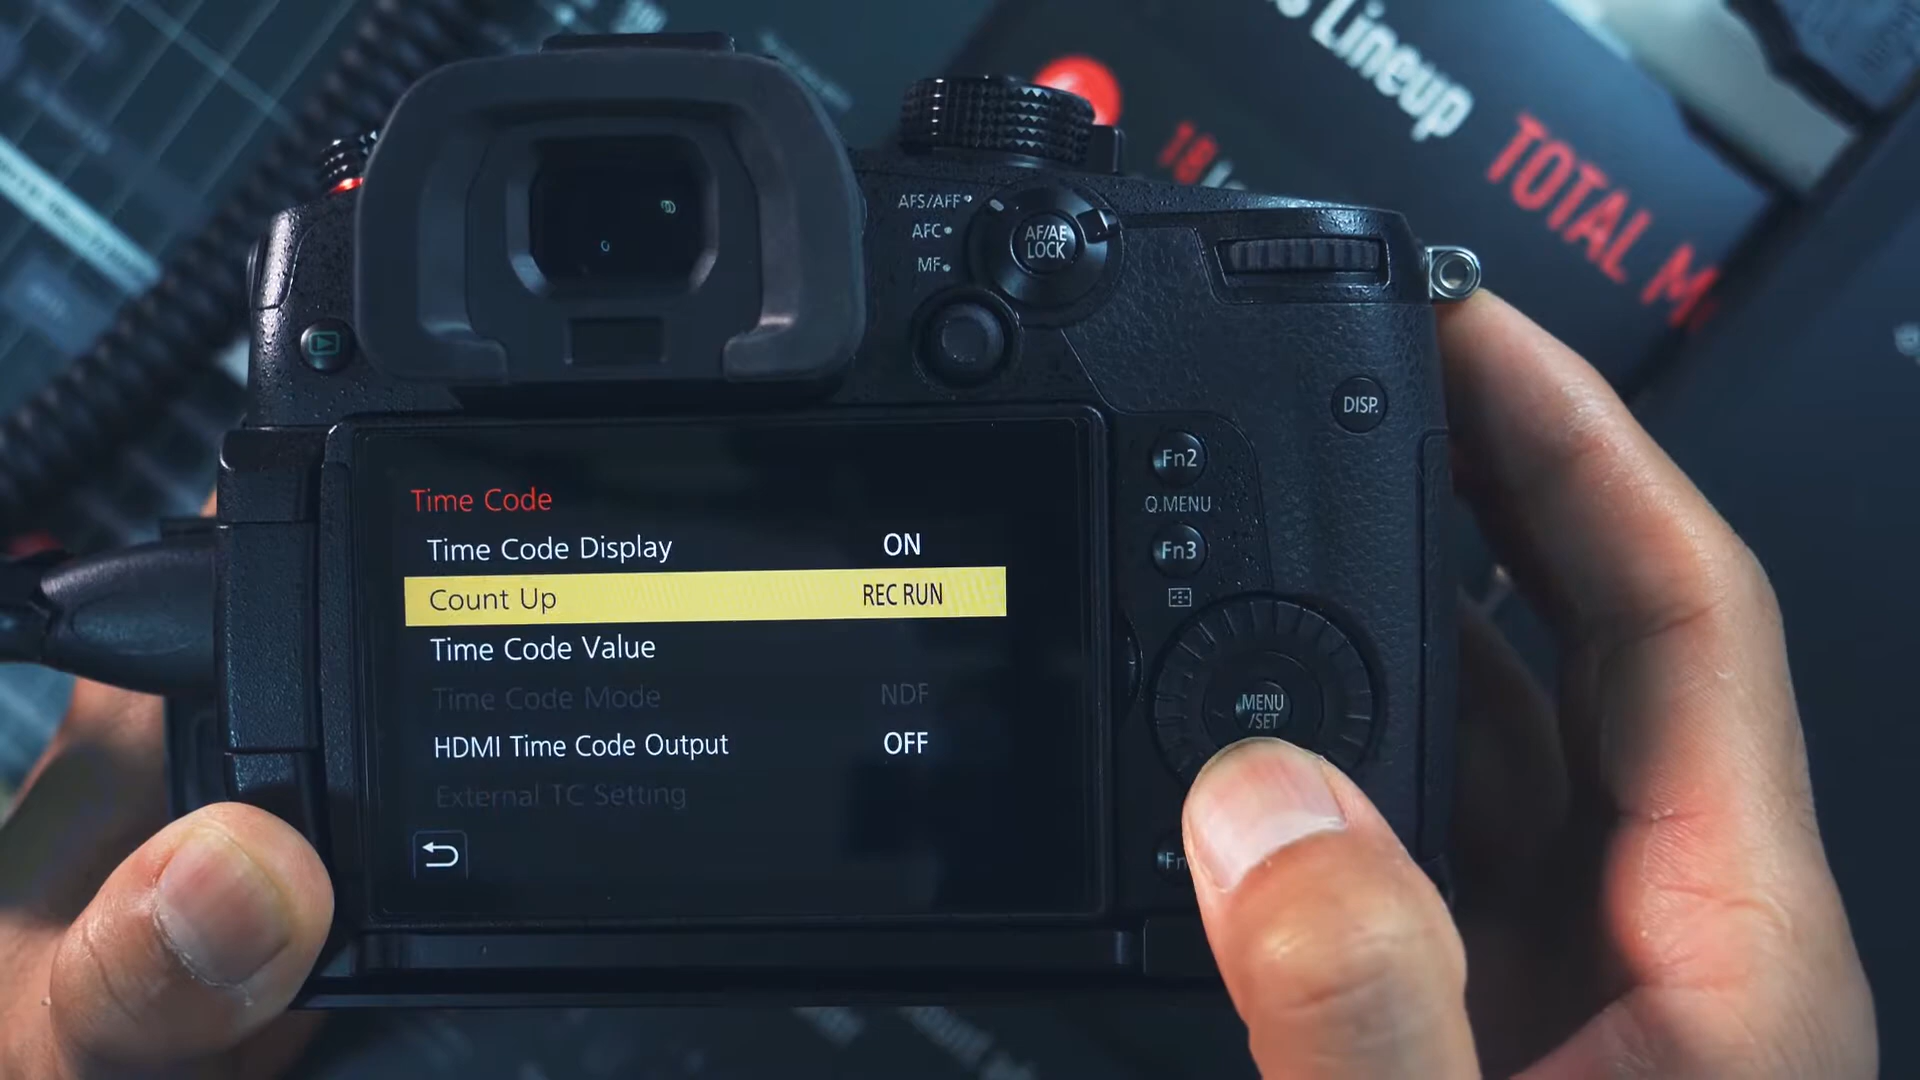 Lineup
18
TOTAL M
AFS/AFF
AFC
MF
AF/AE
LOCK
DISP.
Fn2
Q.MENU
Fn3
MENU
/SET
Fn
Time Code
Time Code Display ON
Count Up REC RUN
Time Code Value
Time Code Mode NDF
HDMI Time Code Output OFF
External TC Setting